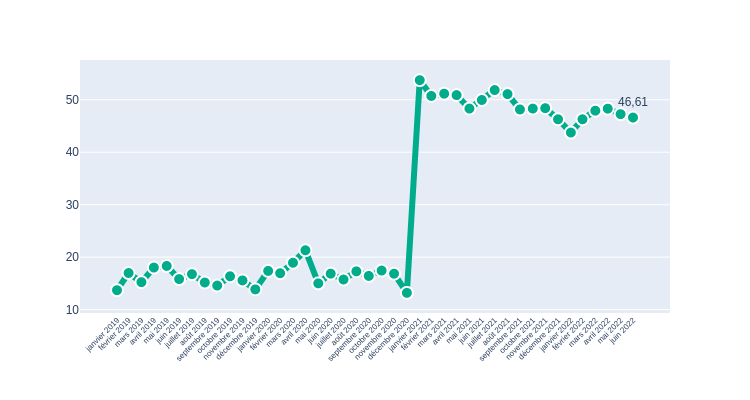 50
40
30
20
10
46,61
janvier 2019
février 2019
mars 2019
avril 2019
mai 2019
juin 2019
juillet 2019
août 2019
septembre 2019
octobre 2019
novembre 2019
décembre 2019
janvier 2020
février 2020
mars 2020
avril 2020
mai 2020
juin 2020
juillet 2020
août 2020
septembre 2020
octobre 2020
novembre 2020
décembre 2020
janvier 2021
février 2021
mars 2021
avril 2021
mai 2021
juin 2021
juillet 2021
août 2021
septembre 2021
octobre 2021
novembre 2021
décembre 2021
janvier 2022
février 2022
mars 2022
avril 2022
mai 2022
juin 2022